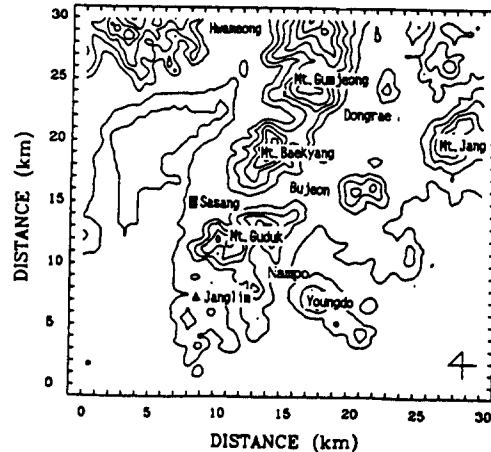 30
25
20
15
10
5
0
DISTANCE (km)
Hwameong
Mt. Gumjeong
Dongrae
Mt. Baekyang
Mt. Jang
Bujeon
Sasang
Mt. Guduk
Nampo
Janglim
Youngdo
4
0 5 10 15 20 25 30
DISTANCE (km)